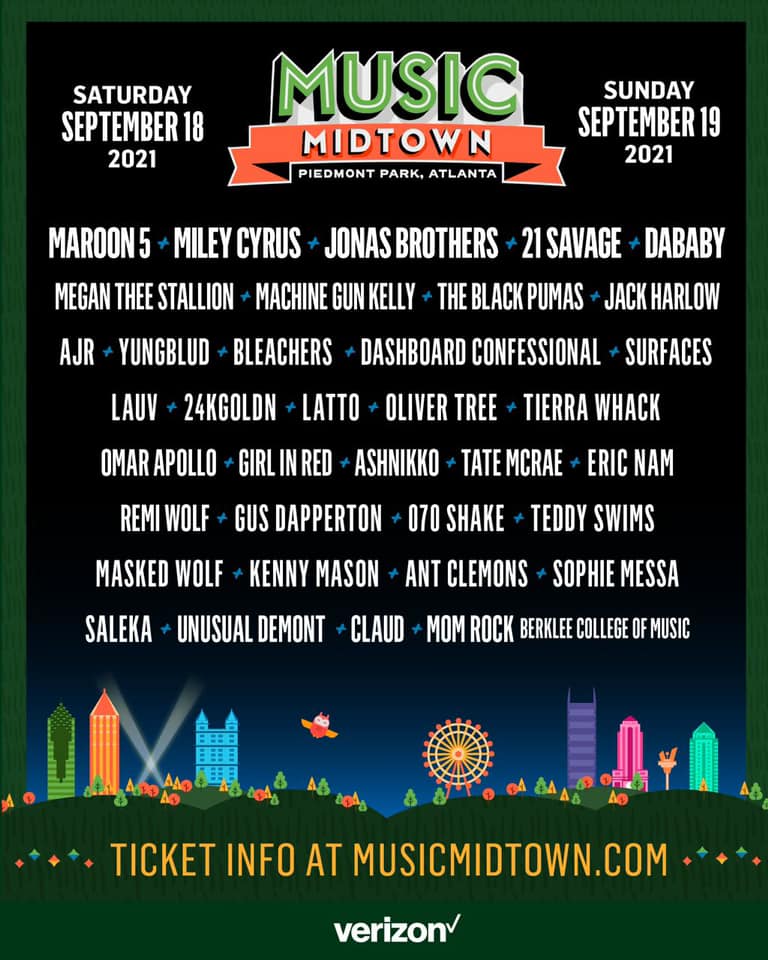 SATURDAY
SEPTEMBER 18
2021
MUSIC
MIDTOWN
PIEDMONT PARK, ATLANTA
SUNDAY
SEPTEMBER 19
2021
MAROON 5 + MILEY CYRUS + JONAS BROTHERS + 21 SAVAGE + DABABY
MEGAN THEE STALLION + MACHINE GUN KELLY + THE BLACK PUMAS + JACK HARLOW
AJR + YUNGBLUD + BLEACHERS + DASHBOARD CONFESSIONAL + SURFACES
LAUV + 24KGOLDN + LATTO + OLIVER TREE + TIERRA WHACK
OMAR APOLLO + GIRL IN RED + ASHNIKKO + TATE MCRAE + ERIC NAM
REMI WOLF + GUS DAPPERTON + 070 SHAKE + TEDDY SWIMS
MASKED WOLF + KENNY MASON + ANT CLEMONS + SOPHIE MESSA
SALEKA + UNUSUAL DEMONT + CLAUD + MOM ROCK BERKLEE COLLEGE OF MUSIC
TICKET INFO AT MUSICMIDTOWN.COM
verizon✓